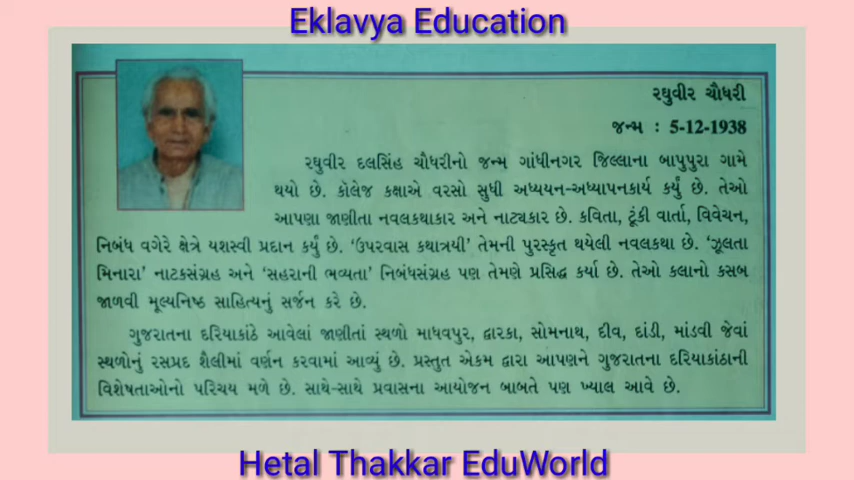 Eklavya Education
રઘુવીર ચૌધરી
જન્મ : 5-12-1938
રઘુવીર દલસિંહ ચૌધરીનો જન્મ ગાંધીનગર જિલ્લાના બાપુપુરા ગામે
થયો છે. કૉલેજ કક્ષાએ વરસો સુધી અધ્યયન-અધ્યાપનકાર્ય કર્યું છે. તેઓ
આપણા જાણીતા નવલકથાકાર અને નાટ્યકાર છે. કવિતા, ટૂંકી વાર્તા, વિવેચન,
નિબંધ વગેરે ક્ષેત્રે યશસ્વી પ્રદાન કર્યું છે. ‘ઉપરવાસ કથાત્રયી’ તેમની પુરસ્કૃત થયેલી નવલકથા છે. ‘ઝૂલતા
મિનારા’ નાટકસંગ્રહ અને ‘સહરાની ભવ્યતા’ નિબંધસંગ્રહ પણ તેમણે પ્રસિદ્ધ કર્યા છે. તેઓ કલાનો કસબ
જાળવી મૂલ્યનિષ્ઠ સાહિત્યનું સર્જન કરે છે.
ગુજરાતના દરિયાકાંઠે આવેલાં જાણીતાં સ્થળો માધવપુર, દ્વારકા, સોમનાથ, દીવ, દાંડી, માંડવી જેવાં
સ્થળોનું રસપ્રદ શૈલીમાં વર્ણન કરવામાં આવ્યું છે. પ્રસ્તુત એકમ દ્વારા આપણને ગુજરાતના દરિયાકાંઠાની
વિશેષતાઓનો પરિચય મળે છે. સાથે-સાથે પ્રવાસના આયોજન બાબતે પણ ખ્યાલ આવે છે.
Hetal Thakkar EduWorld